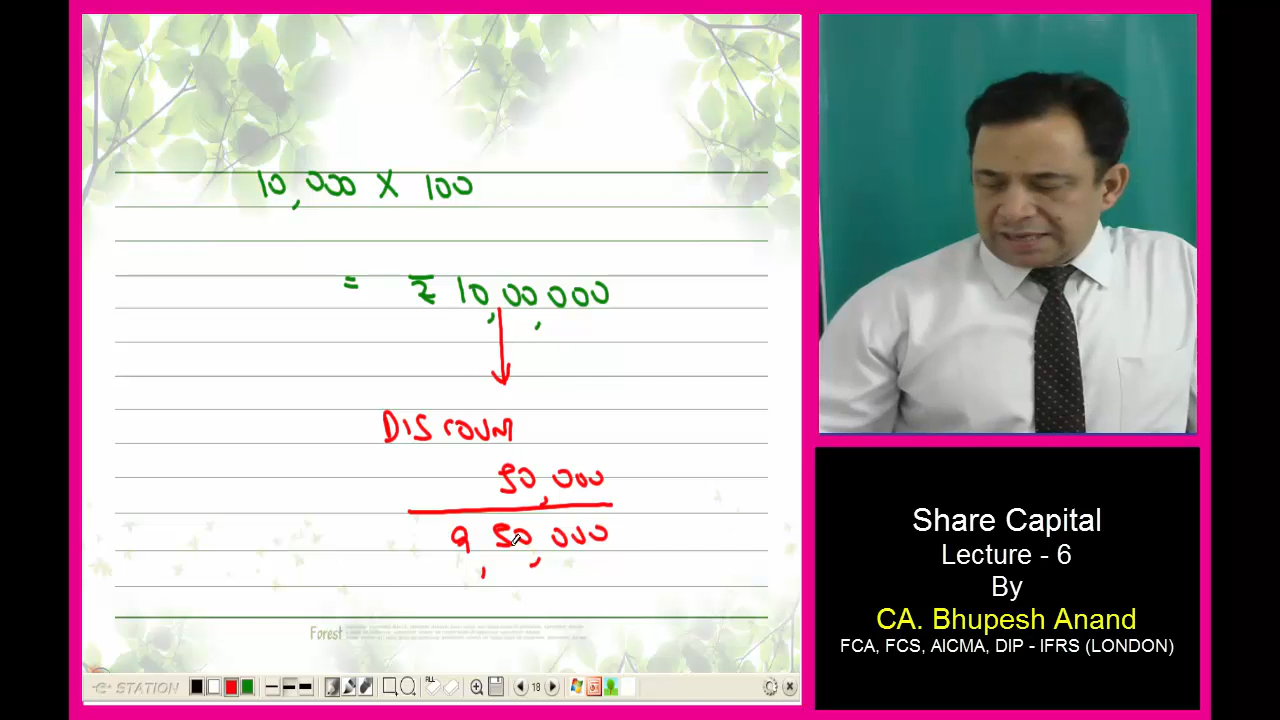 10,000 X 100
= ₹ 10,00,000
DISCOUNT
50,000
9,50,000
Forest
e-STATION
ALL
18
Share Capital
Lecture - 6
By
CA. Bhupesh Anand
FCA, FCS, AICMA, DIP - IFRS (LONDON)